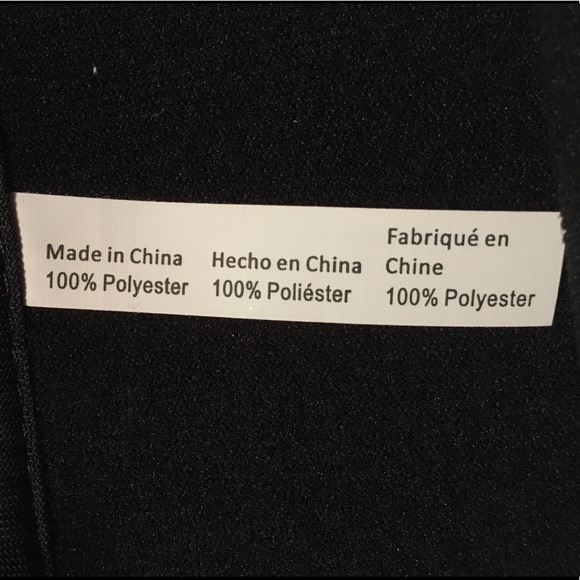 Made in China
100% Polyester
Hecho en China
100% Poliéster
Fabriqué en
Chine
100% Polyester